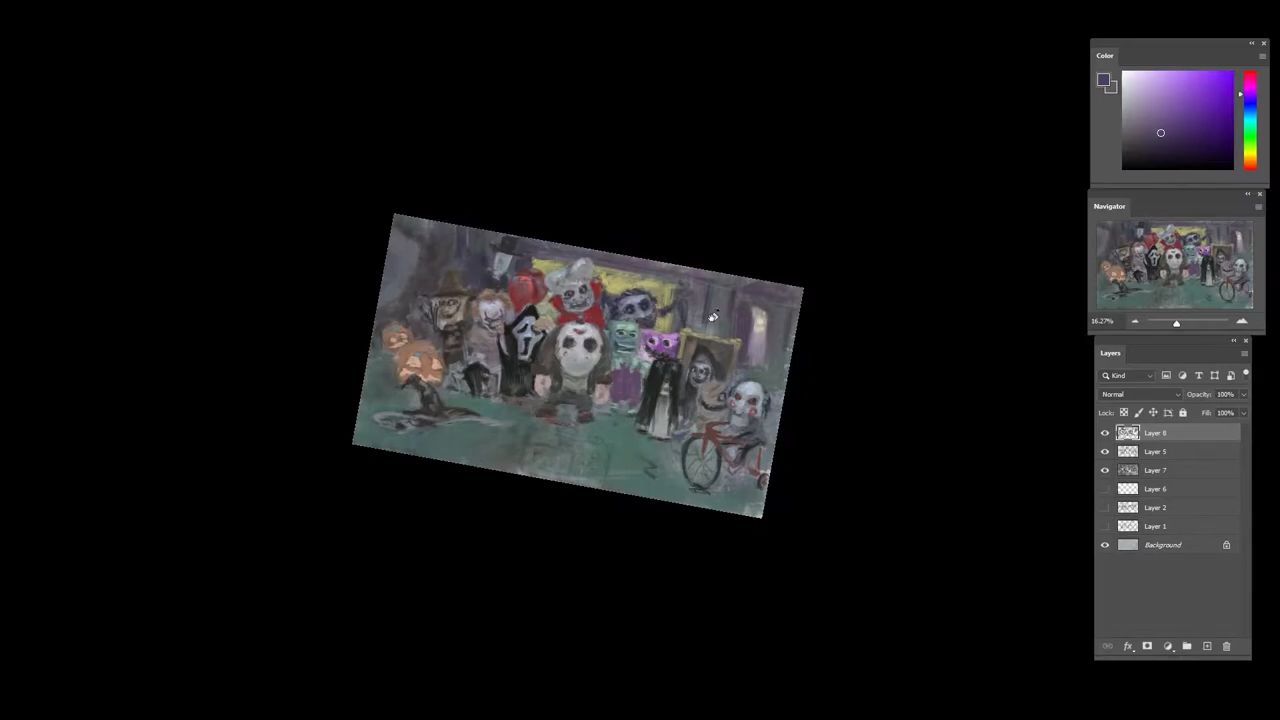 Color
Navigator
16.27%
Layers
Kind
Normal
Opacity: 100%
Lock:
Fill: 100%
Layer 8
Layer 5
Layer 7
Layer 6
Layer 2
Layer 1
Background
fx